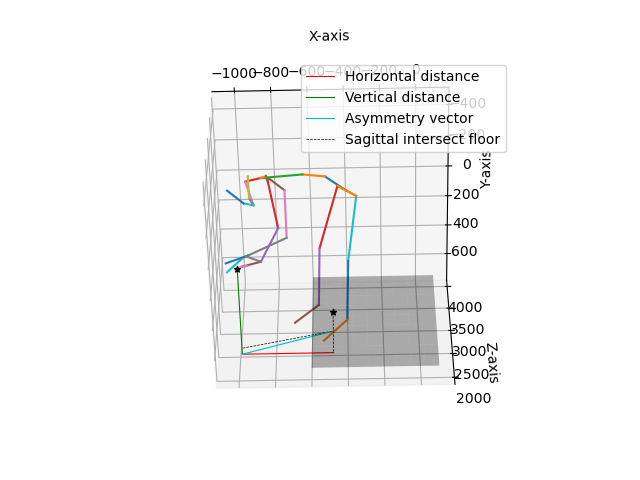 X-axis
−1000 −800 −600 −400 −200 0
Horizontal distance
Vertical distance
Asymmetry vector
Sagittal intersect floor
−400
−200
0
Y-axis
200
400
600
4000
3500
3000
2500
2000
Z-axis